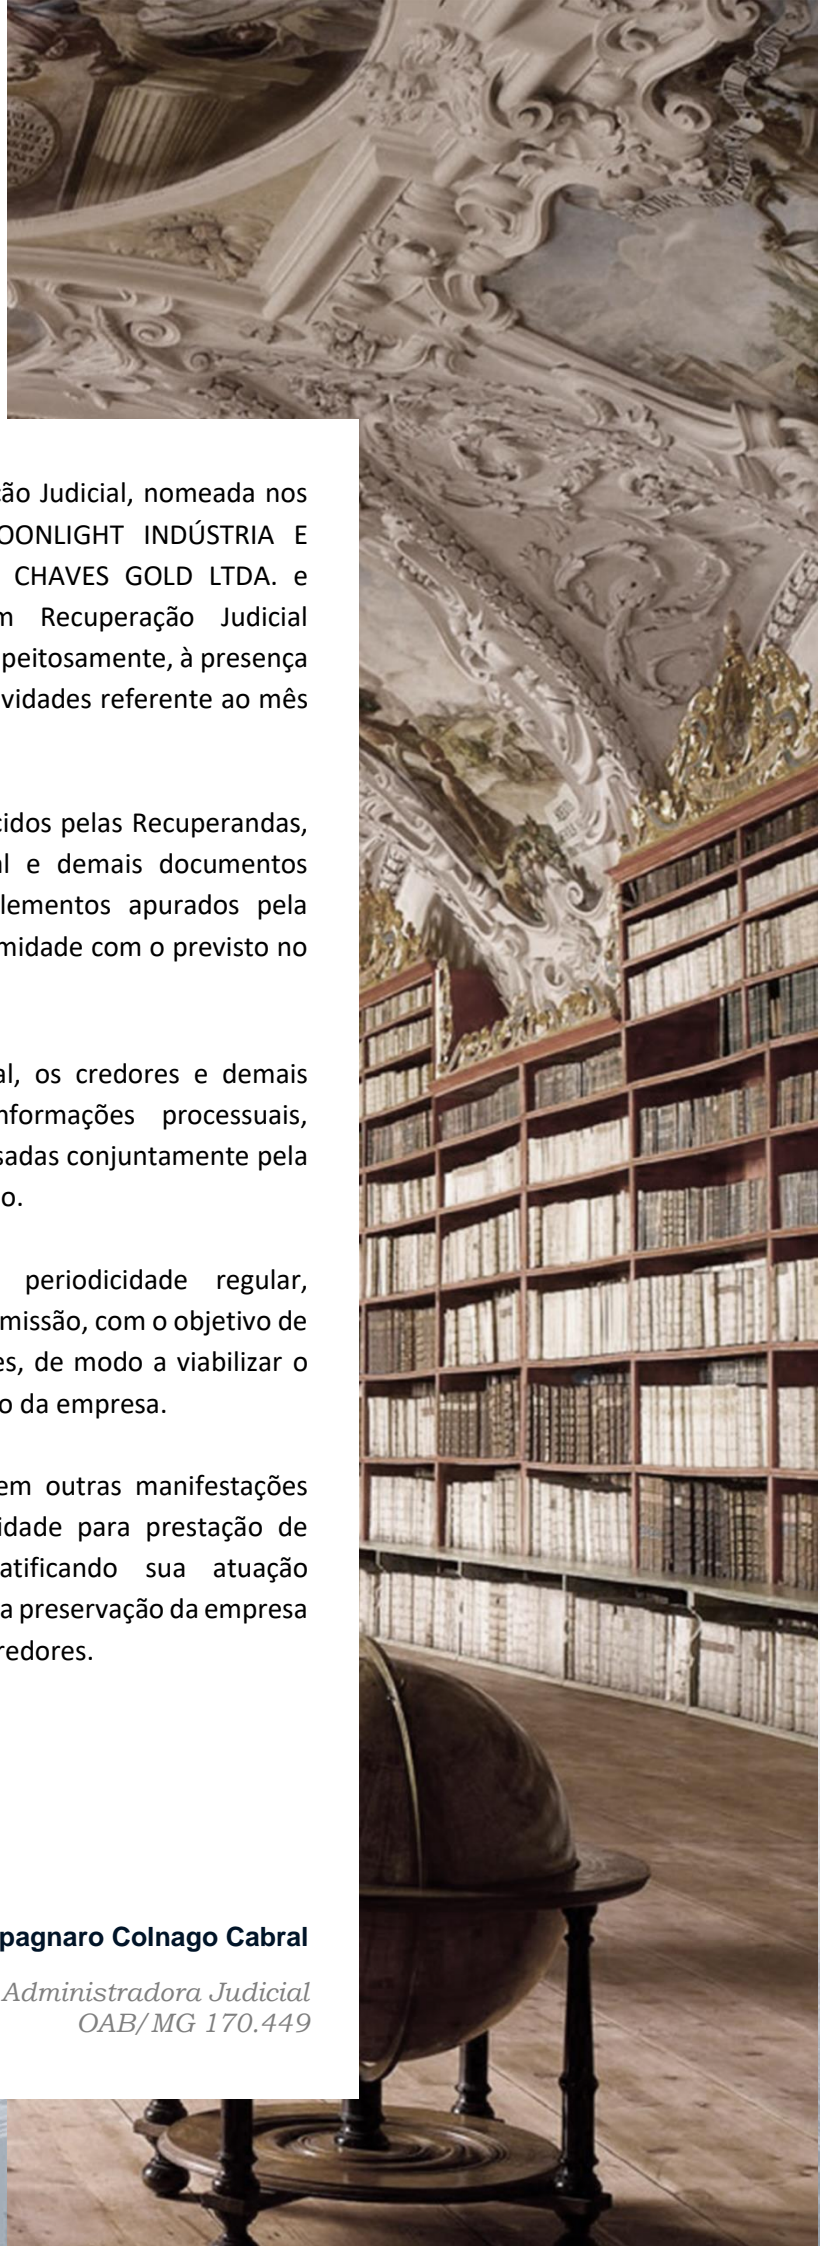 ão Judicial, nomeada nos
OONLIGHT INDÚSTRIA E
CHAVES GOLD LTDA. e
m Recuperação Judicial
peitosamente, à presença
vidades referente ao mês
cidos pelas Recuperandas,
al e demais documentos
lementos apurados pela
midade com o previsto no
al, os credores e demais
nformações processuais,
sadas conjuntamente pela
o.
periodicidade regular,
missão, com o objetivo de
es, de modo a viabilizar o
o da empresa.
em outras manifestações
idade para prestação de
atificando sua atuação
a preservação da empresa
redores.
pagnaro Colnago Cabral
Administradora Judicial
OAB/MG 170.449